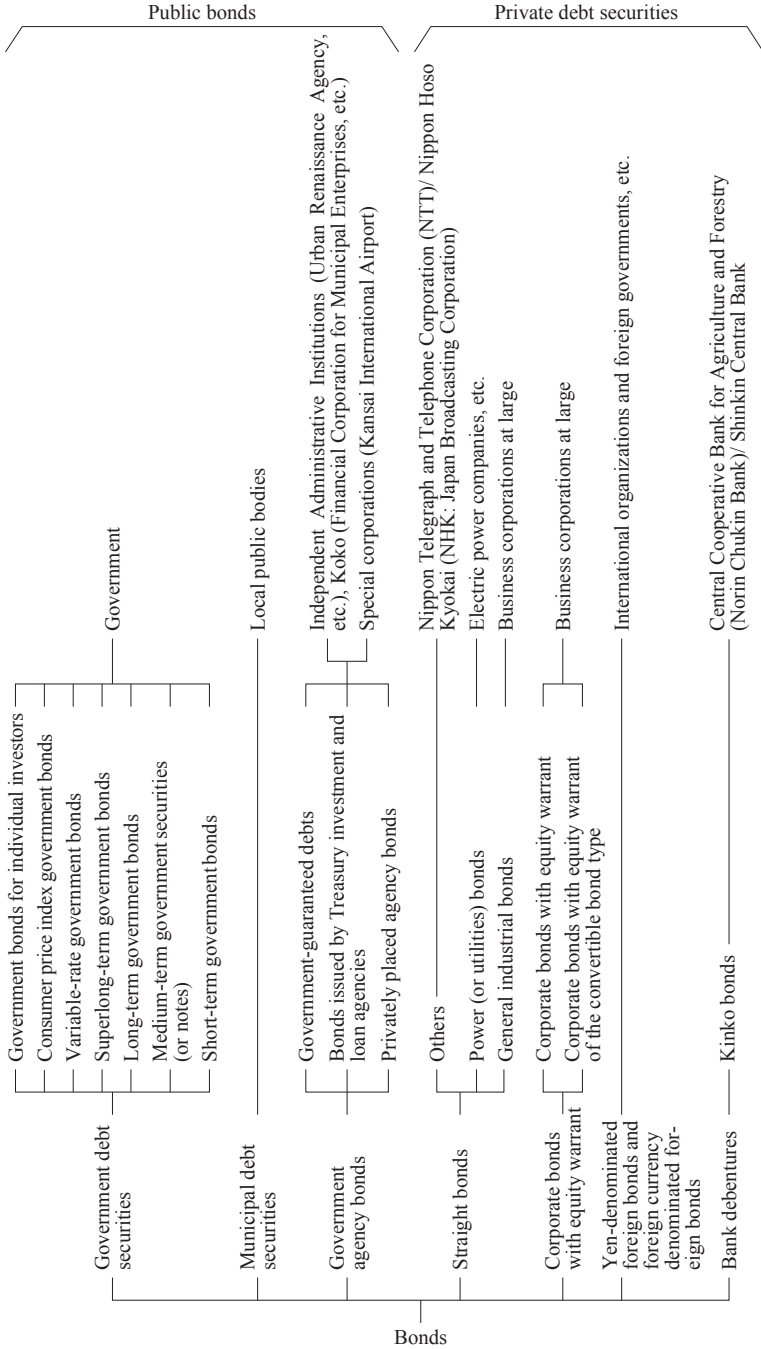 Bonds
Government debt
securities
Municipal debt
securities
Government
agency bonds
Straight bonds
Corporate bonds
with equity warrant
Yen-denominated
foreign bonds and
foreign currency
denominated for-
eign bonds
Bank debentures
Government bonds for individual investors
Consumer price index government bonds
Variable-rate government bonds
Superlong-term government bonds
Long-term government bonds
Medium-term government securities
(or notes)
Short-term government bonds
Government-guaranteed debts
Bonds issued by Treasury investment and
loan agencies
Privately placed agency bonds
Others
Power (or utilities) bonds
General industrial bonds
Corporate bonds with equity warrant
Corporate bonds with equity warrant
of the convertible bond type
Kinko bonds
Government
Local public bodies
Independent Administrative Institutions (Urban Renaissance Agency,
etc.), Koko (Financial Corporation for Municipal Enterprises, etc.)
Special corporations (Kansai International Airport)
Nippon Telegraph and Telephone Corporation (NTT)/ Nippon Hoso
Kyokai (NHK: Japan Broadcasting Corporation)
Electric power companies, etc.
Business corporations at large
Business corporations at large
International organizations and foreign governments, etc.
Central Cooperative Bank for Agriculture and Forestry
(Norin Chukin Bank)/ Shinkin Central Bank
Public bonds
Private debt securities